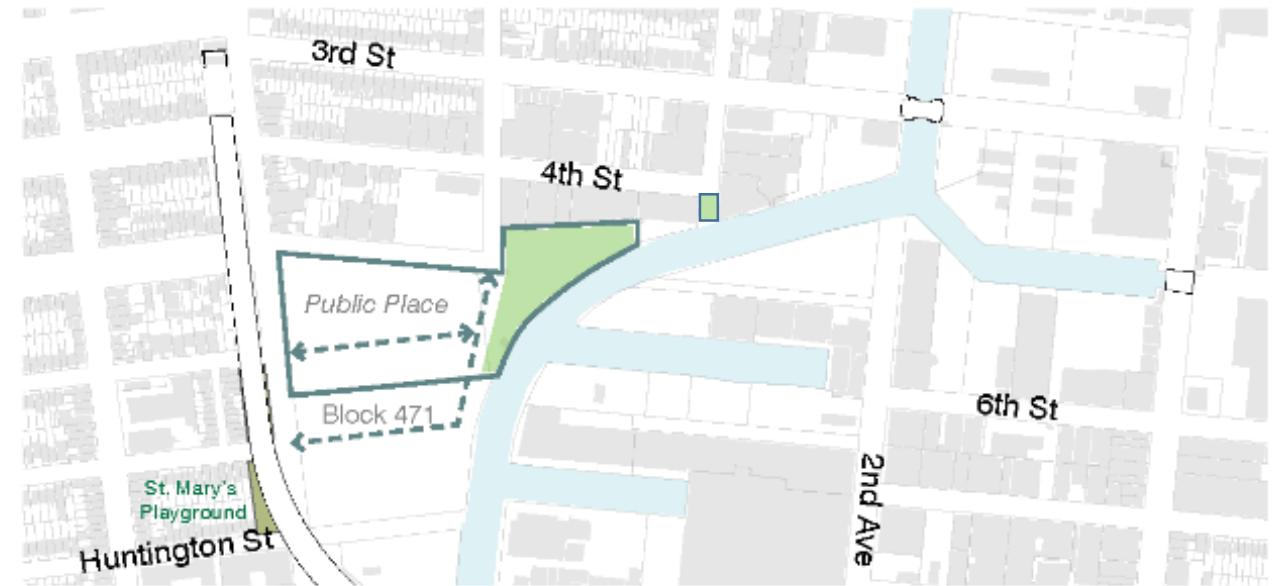 3rd St
4th St
Public Place
Block 471
6th St
St. Mary's
Playground
Huntington St
2nd Ave